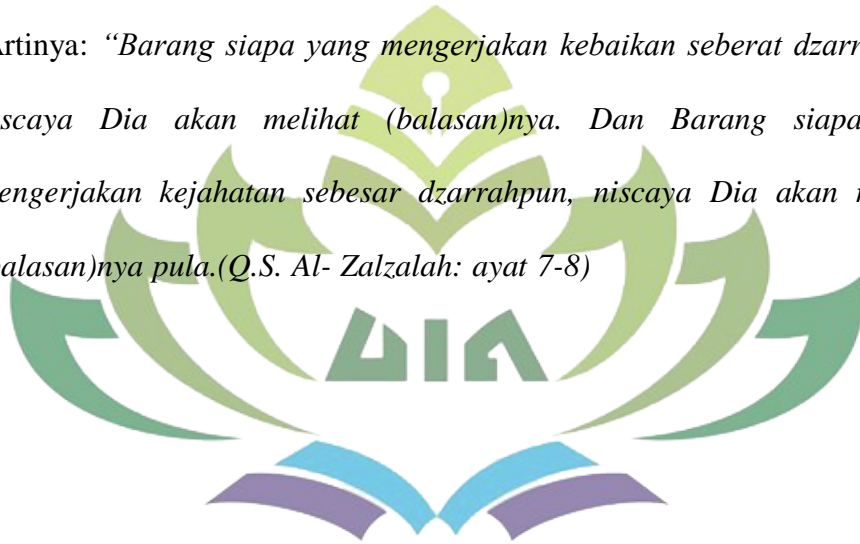 Artinya: “Barang siapa yang mengerjakan kebaikan seberat dzarr
iscaya Dia akan melihat (balasan)nya. Dan Barang siapa
engerjakan kejahatan sebesar dzarrahpun, niscaya Dia akan
alasan)nya pula.(Q.S. Al- Zalzalah: ayat 7-8)
UIN